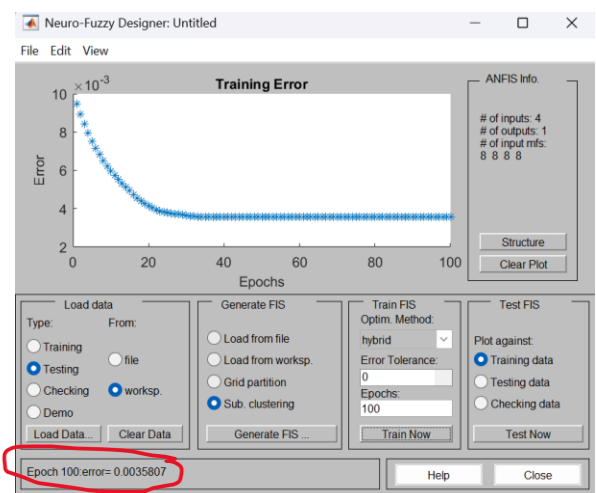 Neuro-Fuzzy Designer: Untitled
File Edit View
×10⁻³
Training Error
10
8
6
4
2
Error
0 20 40 60 80 100
Epochs
ANFIS Info.
# of inputs: 4
# of outputs: 1
# of input mfs:
8 8 8 8
Structure
Clear Plot
Load data
Type: From:
Training
Testing
Checking
Demo
file
worksp.
Load Data... Clear Data
Generate FIS
Load from file
Load from worksp.
Grid partition
Sub. clustering
Generate FIS ...
Train FIS
Optim. Method:
hybrid
Error Tolerance:
0
Epochs:
100
Train Now
Test FIS
Plot against:
Training data
Testing data
Checking data
Test Now
Epoch 100:error= 0.0035807
Help
Close